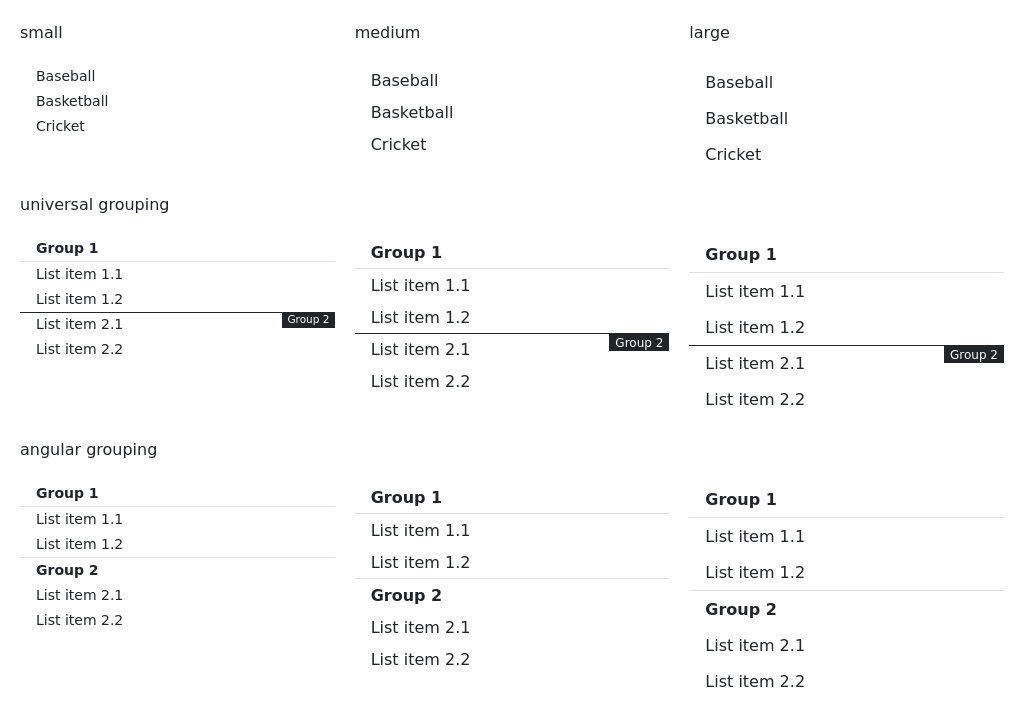 small
Baseball
Basketball
Cricket
medium
Baseball
Basketball
Cricket
large
Baseball
Basketball
Cricket
universal grouping
Group 1
List item 1.1
List item 1.2
Group 2
List item 2.1
List item 2.2
Group 1
List item 1.1
List item 1.2
Group 2
List item 2.1
List item 2.2
Group 1
List item 1.1
List item 1.2
Group 2
List item 2.1
List item 2.2
angular grouping
Group 1
List item 1.1
List item 1.2
Group 2
List item 2.1
List item 2.2
Group 1
List item 1.1
List item 1.2
Group 2
List item 2.1
List item 2.2
Group 1
List item 1.1
List item 1.2
Group 2
List item 2.1
List item 2.2